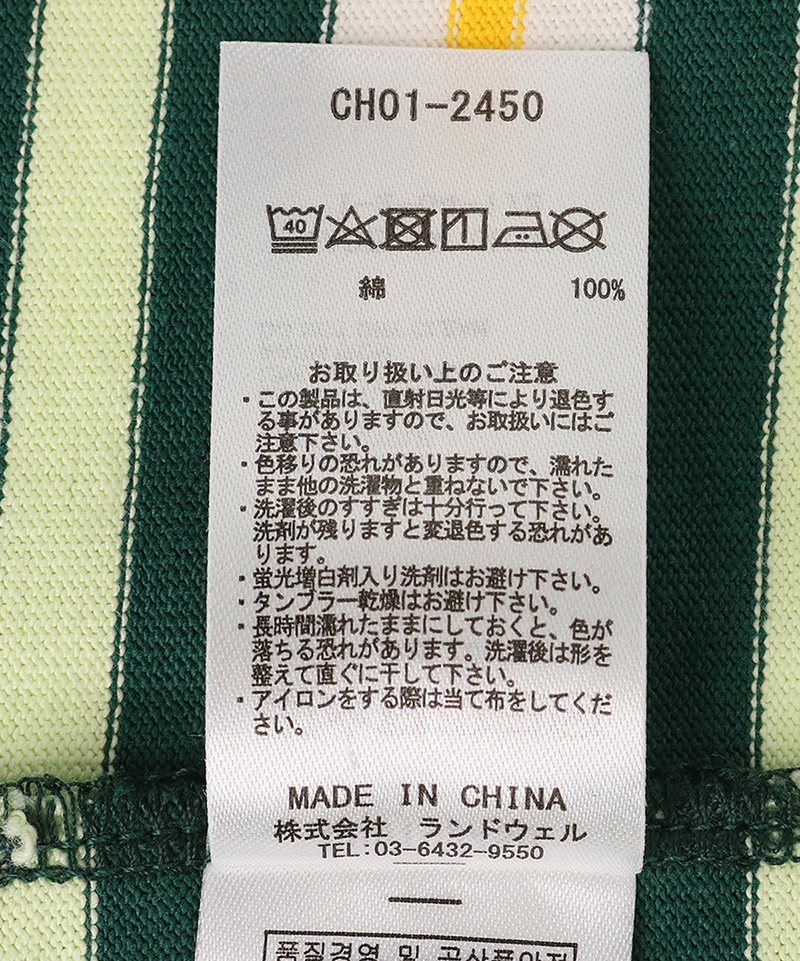 CH01-2450
40
綿 100%
お取り扱い上のご注意
・この製品は、直射日光等により退色す
る事がありますので、お取扱いにはご
注意下さい。
・色移りの恐れがありますので、濡れた
まま他の洗濯物と重ねないで下さい。
・洗濯後のすすぎは十分行って下さい。
洗剤が残りますと変退色する恐れがあ
ります。
・蛍光増白剤入り洗剤はお避け下さい。
・タンブラー乾燥はお避け下さい。
・長時間濡れたままにしておくと、色が
落ちる恐れがあります。洗濯後は形を
整えて直ぐに干して下さい。
・アイロンをする際は当て布をしてくだ
さい。
MADE IN CHINA
株式会社 ランドウェル
TEL:03-6432-9550
품질경영 및 공산품안전